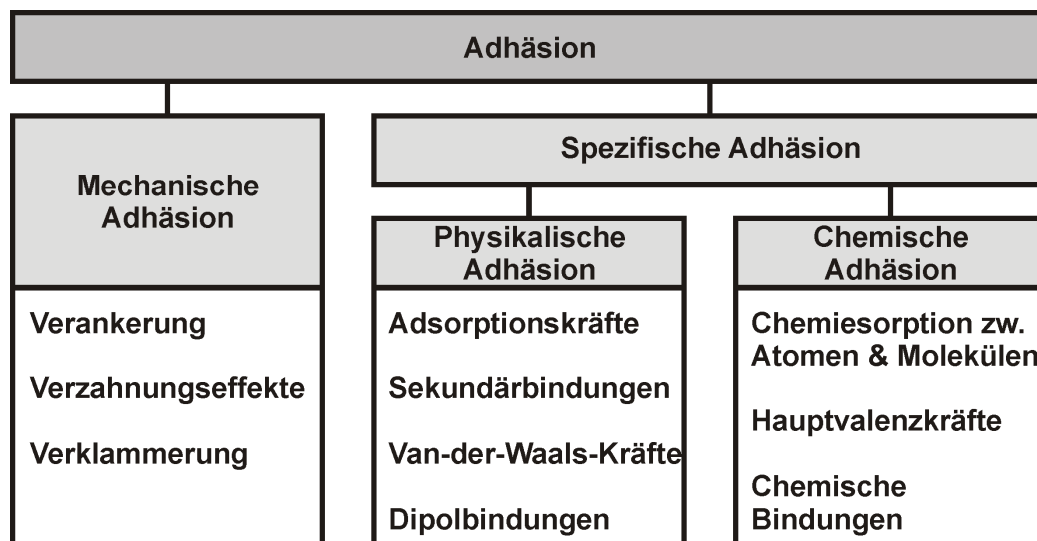 Adhäsion
Mechanische
Adhäsion
Spezifische Adhäsion
Physikalische
Adhäsion
Chemische
Adhäsion
Verankerung
Verzahnungseffekte
Verklammerung
Adsorptionskräfte
Sekundärbindungen
Van-der-Waals-Kräfte
Dipolbindungen
Chemiesorption zw.
Atomen & Molekülen
Hauptvalenzkräfte
Chemische
Bindungen